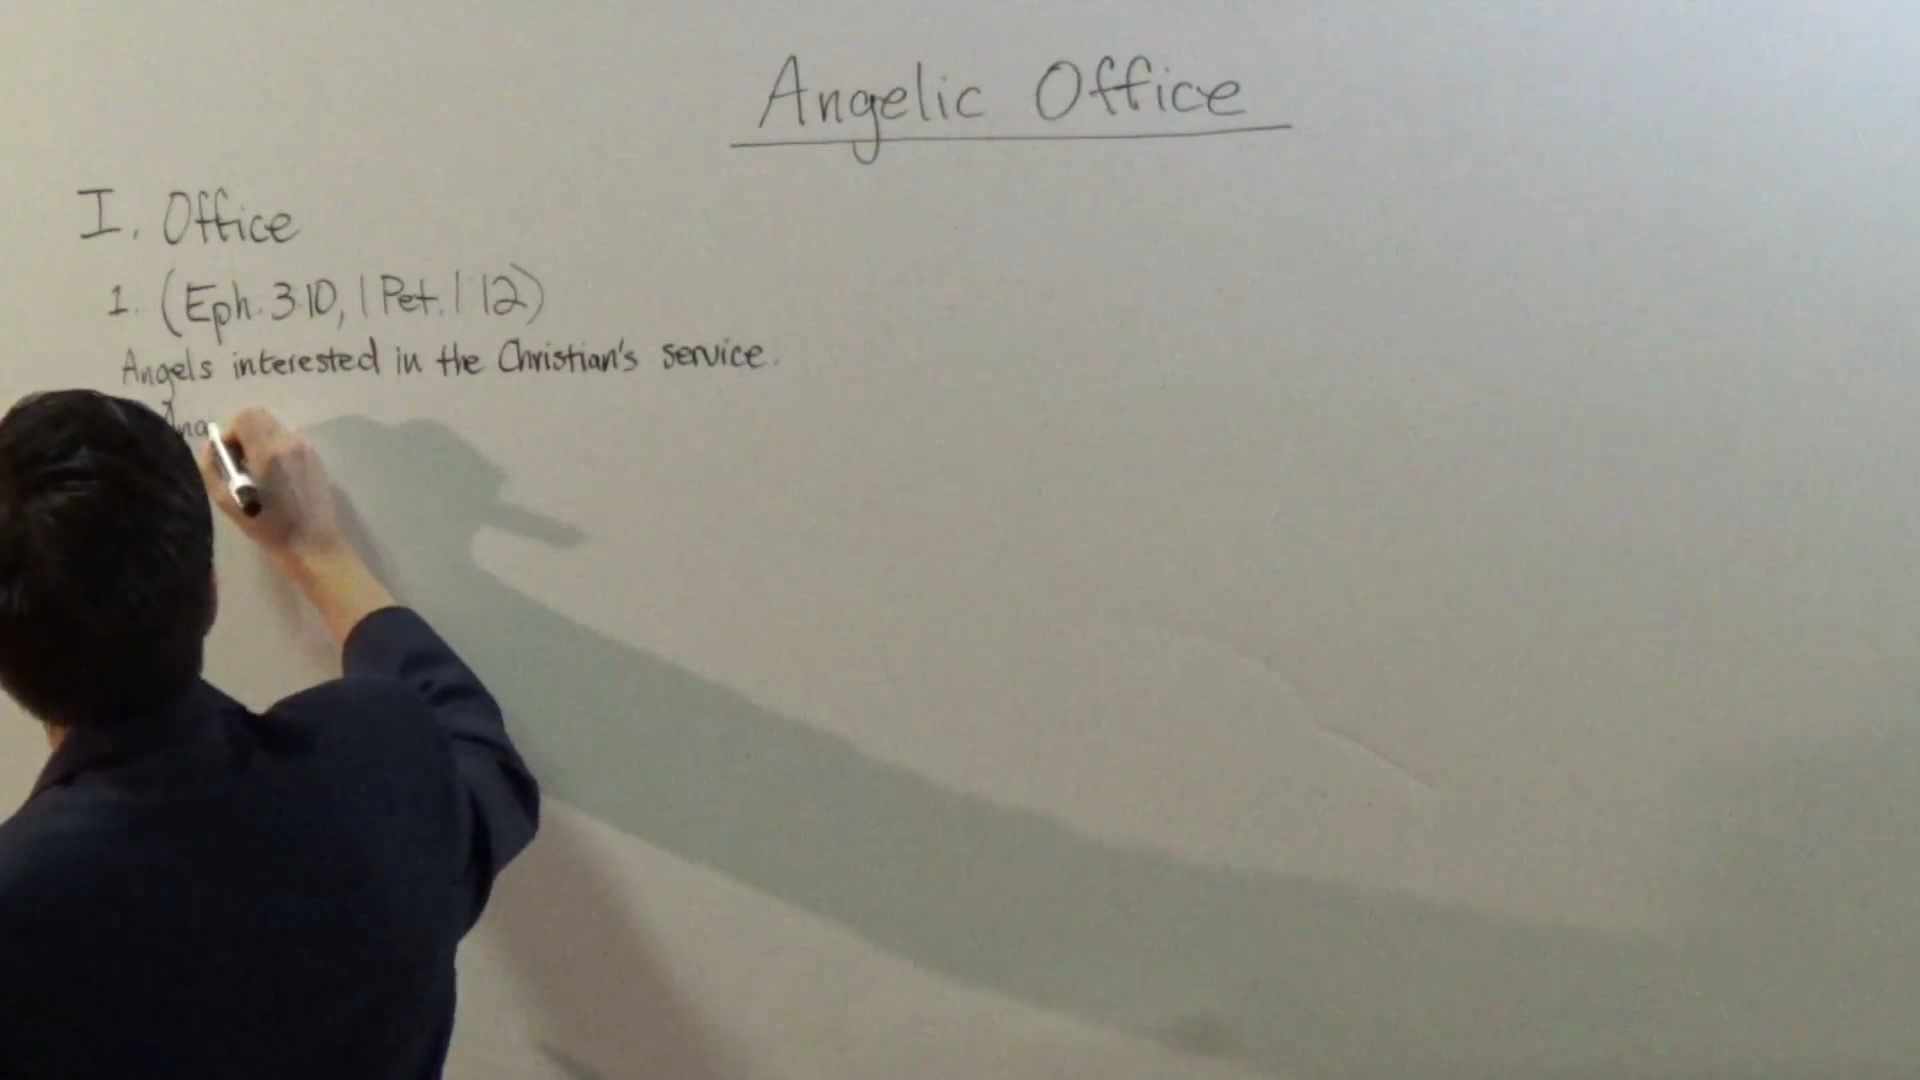 Angelic Office
I. Office
1. (Eph. 3:10, 1 Pet. 1:12)
Angels interested in the Christian's service.